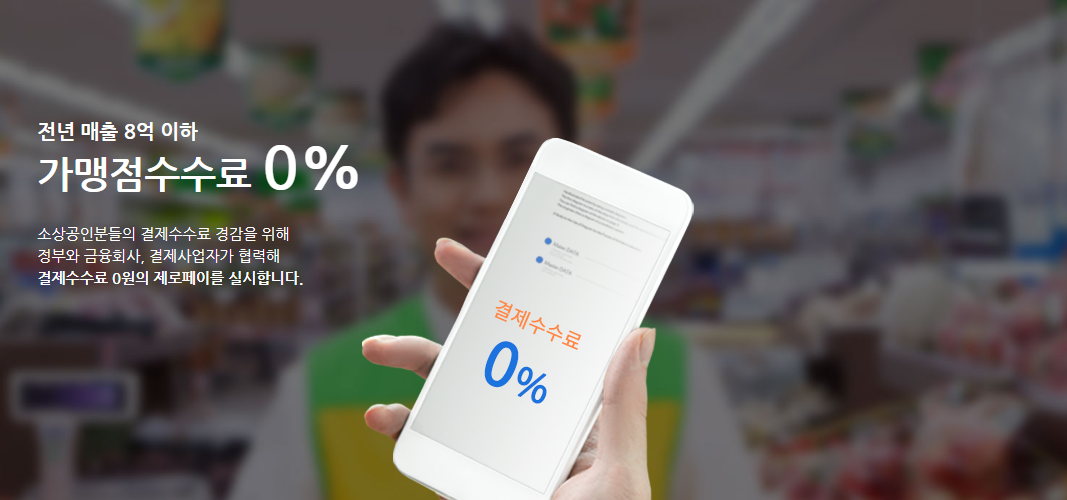 전년 매출 8억 이하
가맹점수수료 0%
소상공인분들의 결제수수료 경감을 위해
정부와 금융회사, 결제사업자가 협력해
결제수수료 0원의 제로페이를 실시합니다.
결제수수료
0%